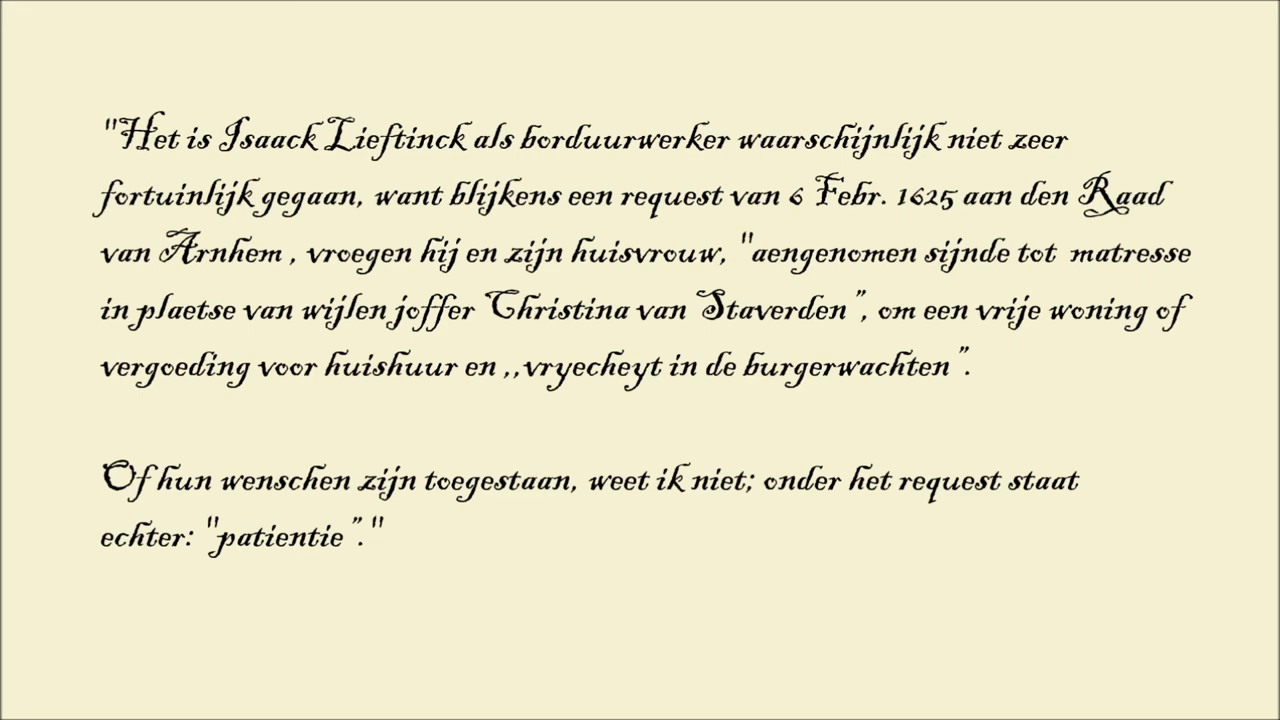 "Het is Isaack Lieftinck als borduurwerker waarschijnlijk niet zeer
fortuinlijk gegaan, want blijkens een request van 6 Febr. 1625 aan den Raad
van Arnhem , vroegen hij en zijn huisvrouw, "aengenomen sijnde tot matresse
in plaetse van wijlen joffer Christina van Staverden", om een vrije woning of
vergoeding voor huishuur en ,,vryecheyt in de burgerwachten".

Of hun wenschen zijn toegestaan, weet ik niet; onder het request staat
echter: "patientie"."